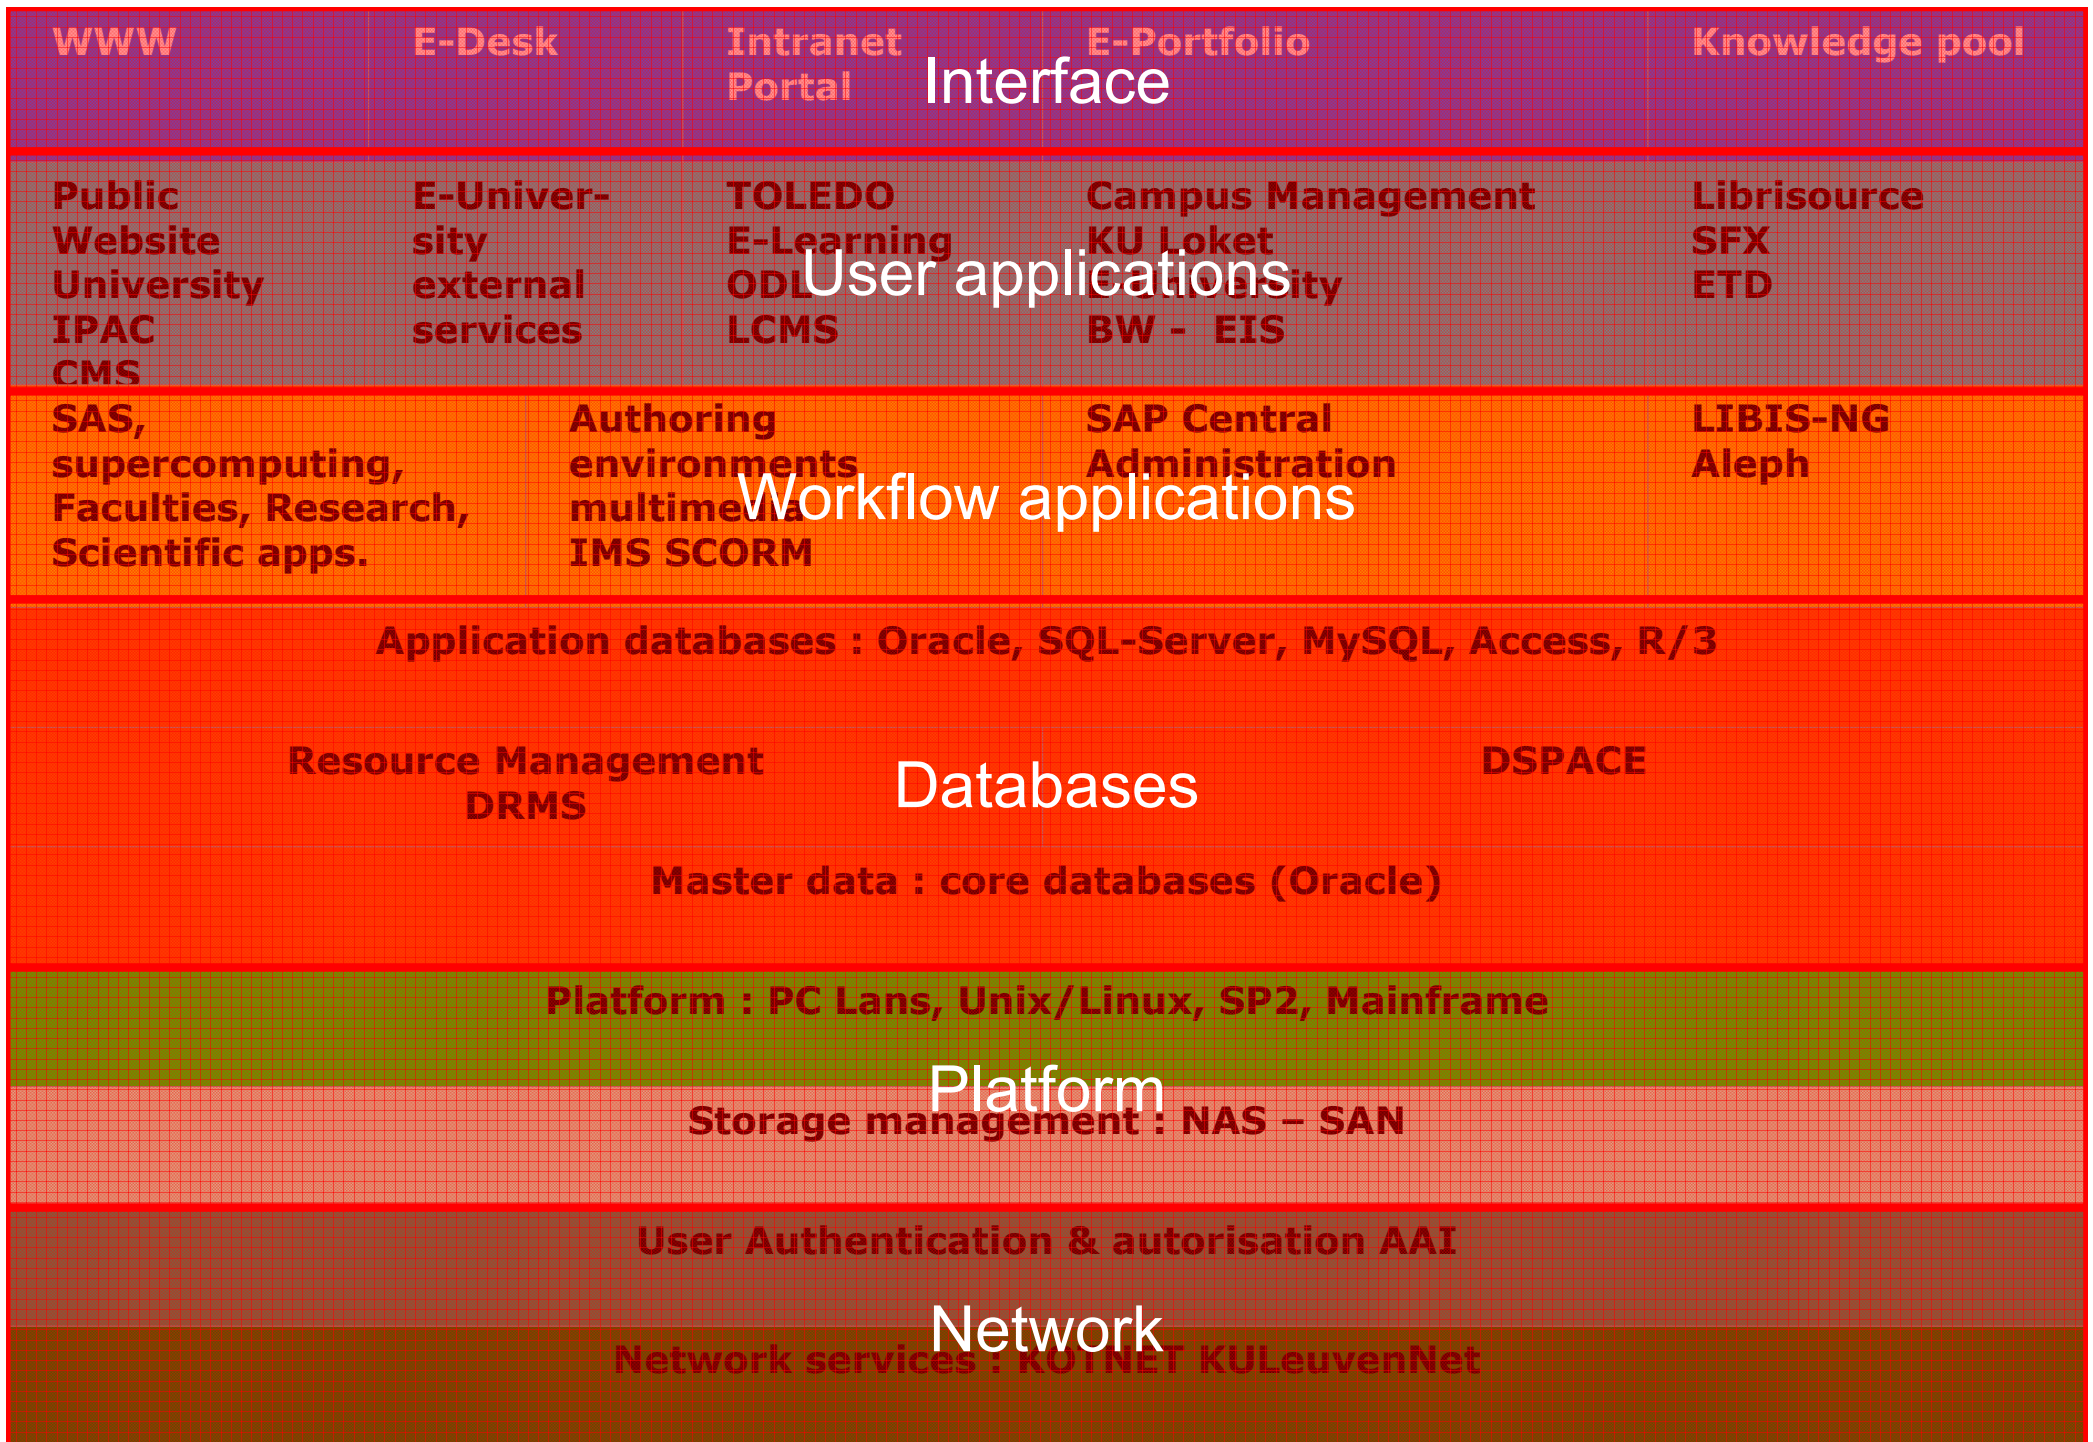 WWW
E-Desk
Intranet
Portal
E-Portfolio
Knowledge pool
Interface
Public
Website
University
IPAC
CMS
E-Univer-
sity
external
services
TOLEDO
E-Learning
ODL
LCMS
Campus Management
KU Loket
E-University
BW - EIS
Librisource
SFX
ETD
User applications
SAS,
supercomputing,
Faculties, Research,
Scientific apps.
Authoring
environments
multimedia
IMS SCORM
SAP Central
Administration
LIBIS-NG
Aleph
Workflow applications
Application databases : Oracle, SQL-Server, MySQL, Access, R/3
Resource Management
DRMS
DSPACE
Databases
Master data : core databases (Oracle)
Platform : PC Lans, Unix/Linux, SP2, Mainframe
Platform
Storage management : NAS – SAN
User Authentication & autorisation AAI
Network
Network services : KOTNET KULeuvenNet